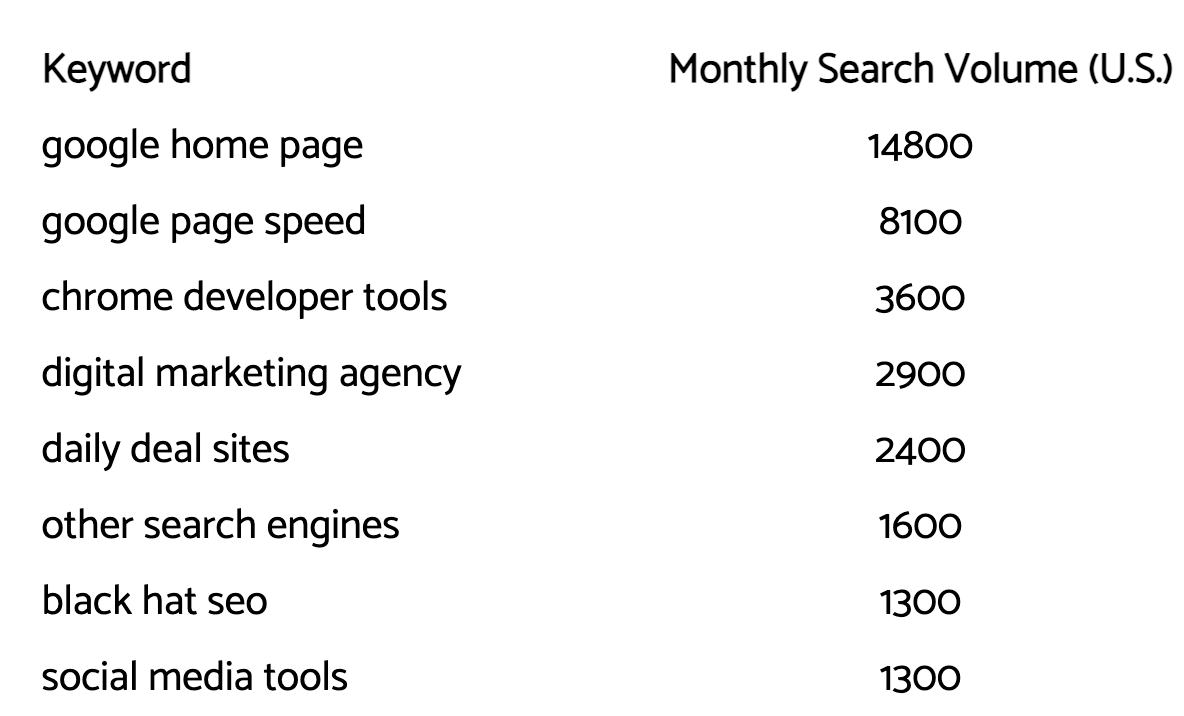 Keyword Monthly Search Volume (U.S.)
google home page 14800
google page speed 8100
chrome developer tools 3600
digital marketing agency 2900
daily deal sites 2400
other search engines 1600
black hat seo 1300
social media tools 1300